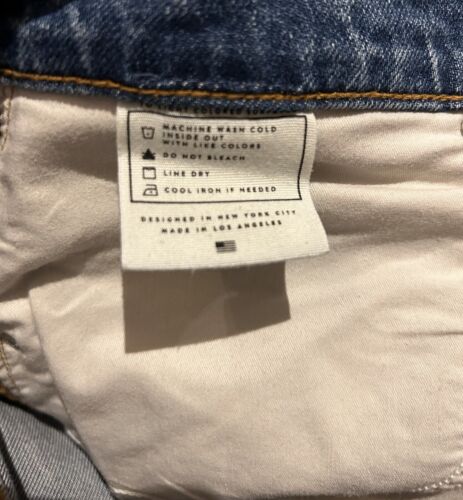 MACHINE WASH COLD
INSIDE OUT
WITH LIKE COLORS
DO NOT BLEACH
LINE DRY
COOL IRON IF NEEDED
DESIGNED IN NEW YORK CITY
MADE IN LOS ANGELES